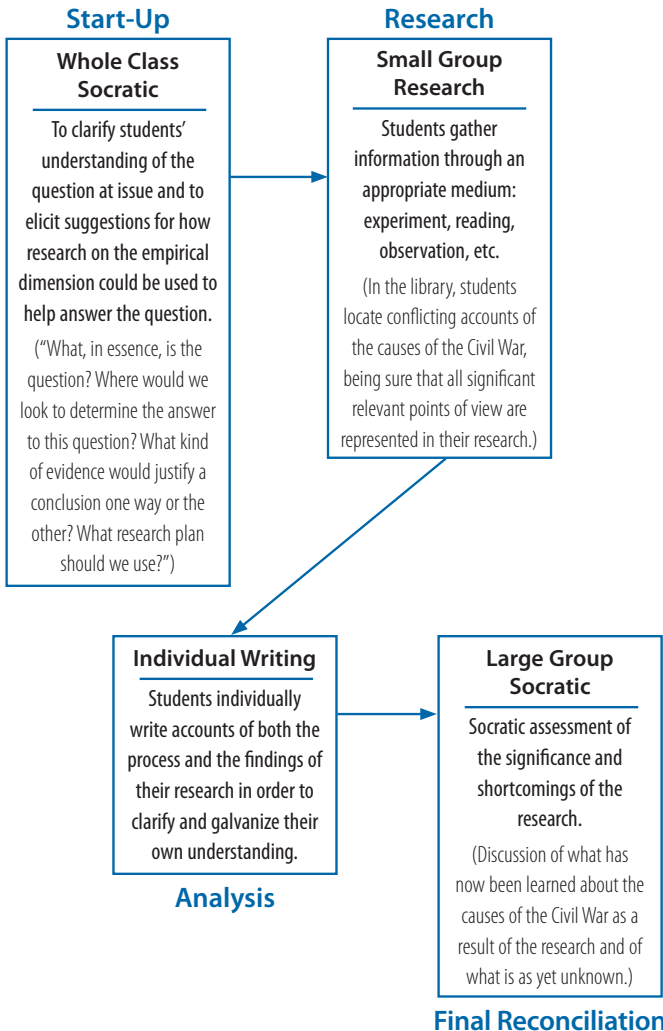 Start-Up
Whole Class
Socratic
To clarify students’
understanding of the
question at issue and to
elicit suggestions for how
research on the empirical
dimension could be used to
help answer the question.
(“What, in essence, is the
question? Where would we
look to determine the answer
to this question? What kind
of evidence would justify a
conclusion one way or the
other? What research plan
should we use?”)
Research
Small Group
Research
Students gather
information through an
appropriate medium:
experiment, reading,
observation, etc.
(In the library, students
locate conflicting accounts of
the causes of the Civil War,
being sure that all significant
relevant points of view are
represented in their research.)
Individual Writing
Students individually
write accounts of both the
process and the findings of
their research in order to
clarify and galvanize their
own understanding.
Analysis
Large Group
Socratic
Socratic assessment of
the significance and
shortcomings of the
research.
(Discussion of what has
now been learned about the
causes of the Civil War as a
result of the research and of
what is as yet unknown.)
Final Reconciliation